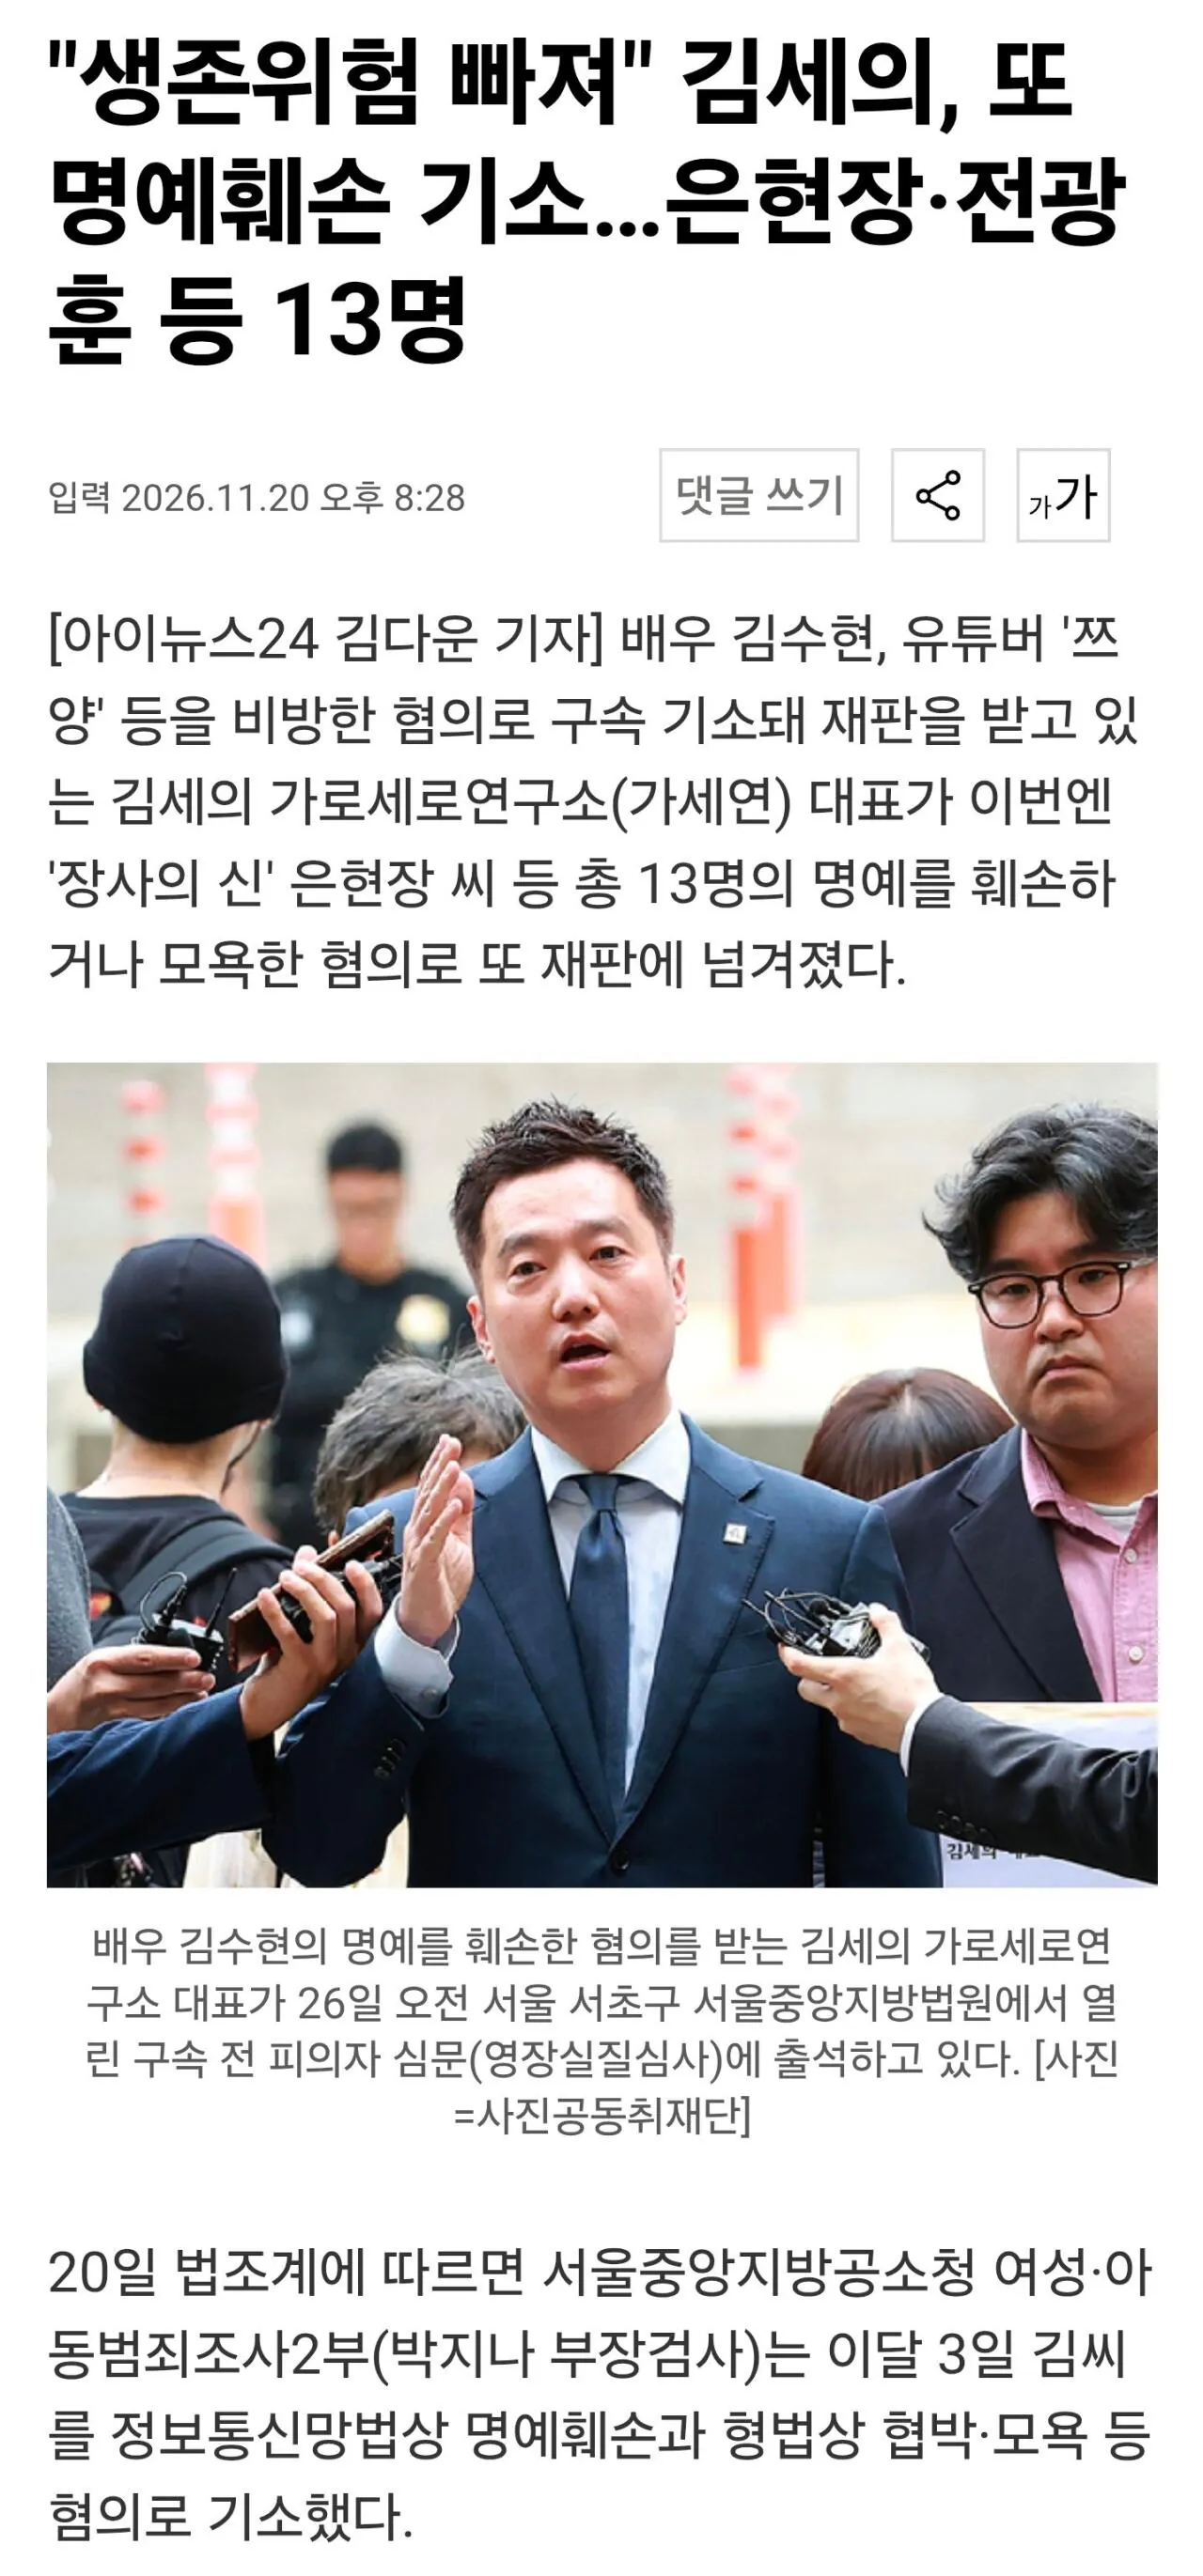 "생존위험 빠져" 김세의, 또
명예훼손 기소...은현장·전광
훈 등 13명
입력 2026.11.20 오후 8:28
댓글 쓰기
가가
[아이뉴스24 김다운 기자] 배우 김수현, 유튜버 '쯔
양' 등을 비방한 혐의로 구속 기소돼 재판을 받고 있
는 김세의 가로세로연구소(가세연) 대표가 이번엔
'장사의 신' 은현장 씨 등 총 13명의 명예를 훼손하
거나 모욕한 혐의로 또 재판에 넘겨졌다.
김세의
배우 김수현의 명예를 훼손한 혐의를 받는 김세의 가로세로연
구소 대표가 26일 오전 서울 서초구 서울중앙지방법원에서 열
린 구속 전 피의자 심문(영장실질심사)에 출석하고 있다. [사진
=사진공동취재단]
20일 법조계에 따르면 서울중앙지방공소청 여성·아
동범죄조사2부(박지나 부장검사)는 이달 3일 김씨
를 정보통신망법상 명예훼손과 형법상 협박·모욕 등
혐의로 기소했다.